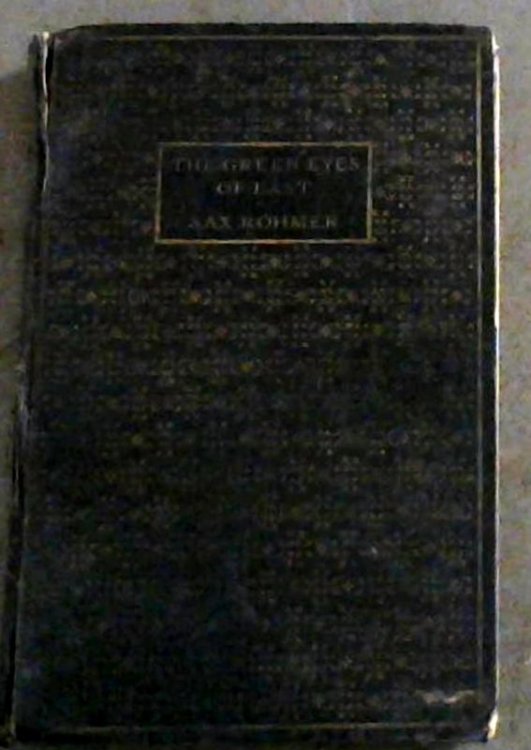 THE GREEN EYES
OF BAST
SAX ROHMER